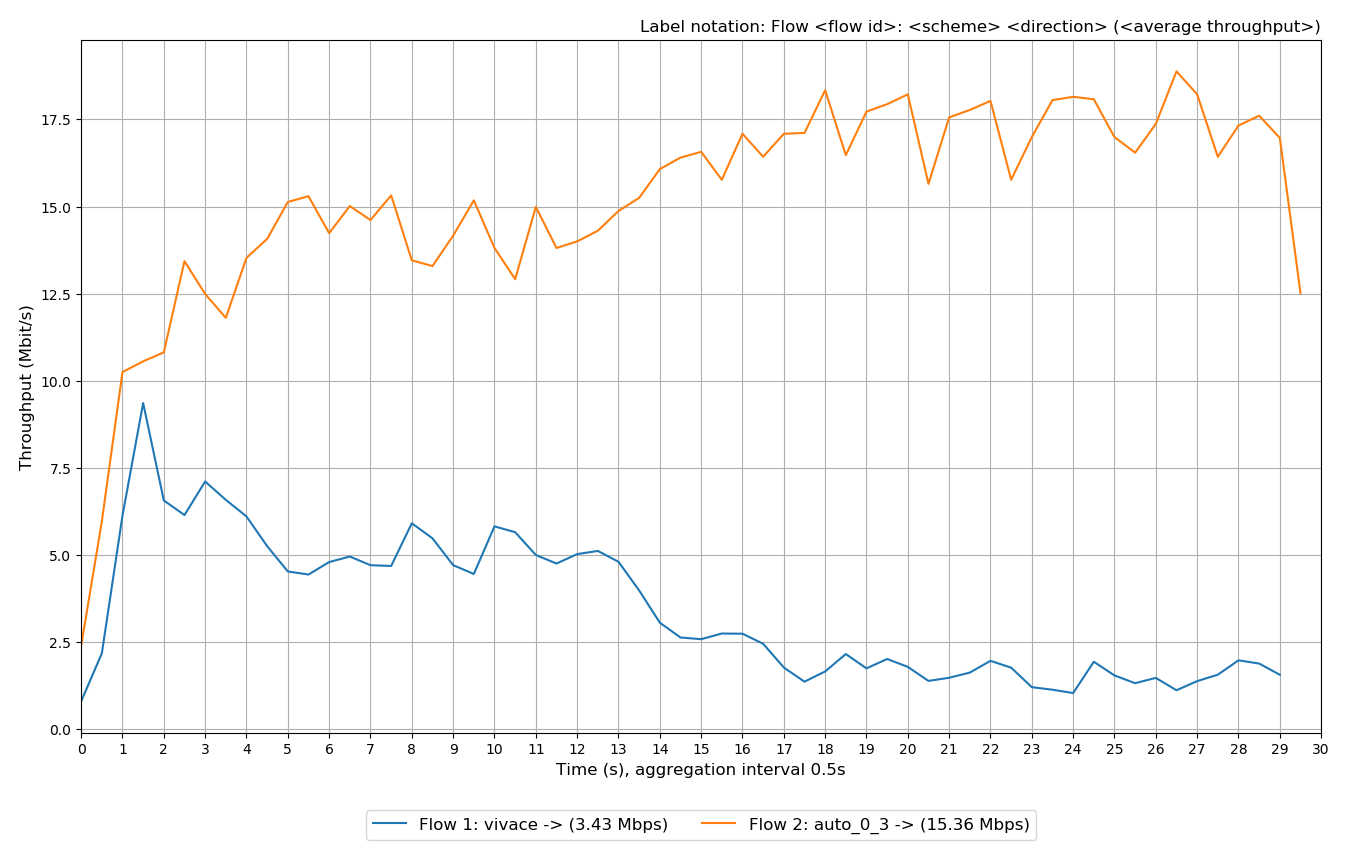 Label notation: Flow <flow id>: <scheme> <direction> (<average throughput>)
Throughput (Mbit/s)
17.5
15.0
12.5
10.0
7.5
5.0
2.5
0.0
0 1 2 3 4 5 6 7 8 9 10 11 12 13 14 15 16 17 18 19 20 21 22 23 24 25 26 27 28 29 30
Time (s), aggregation interval 0.5s
Flow 1: vivace -> (3.43 Mbps) Flow 2: auto_0_3 -> (15.36 Mbps)